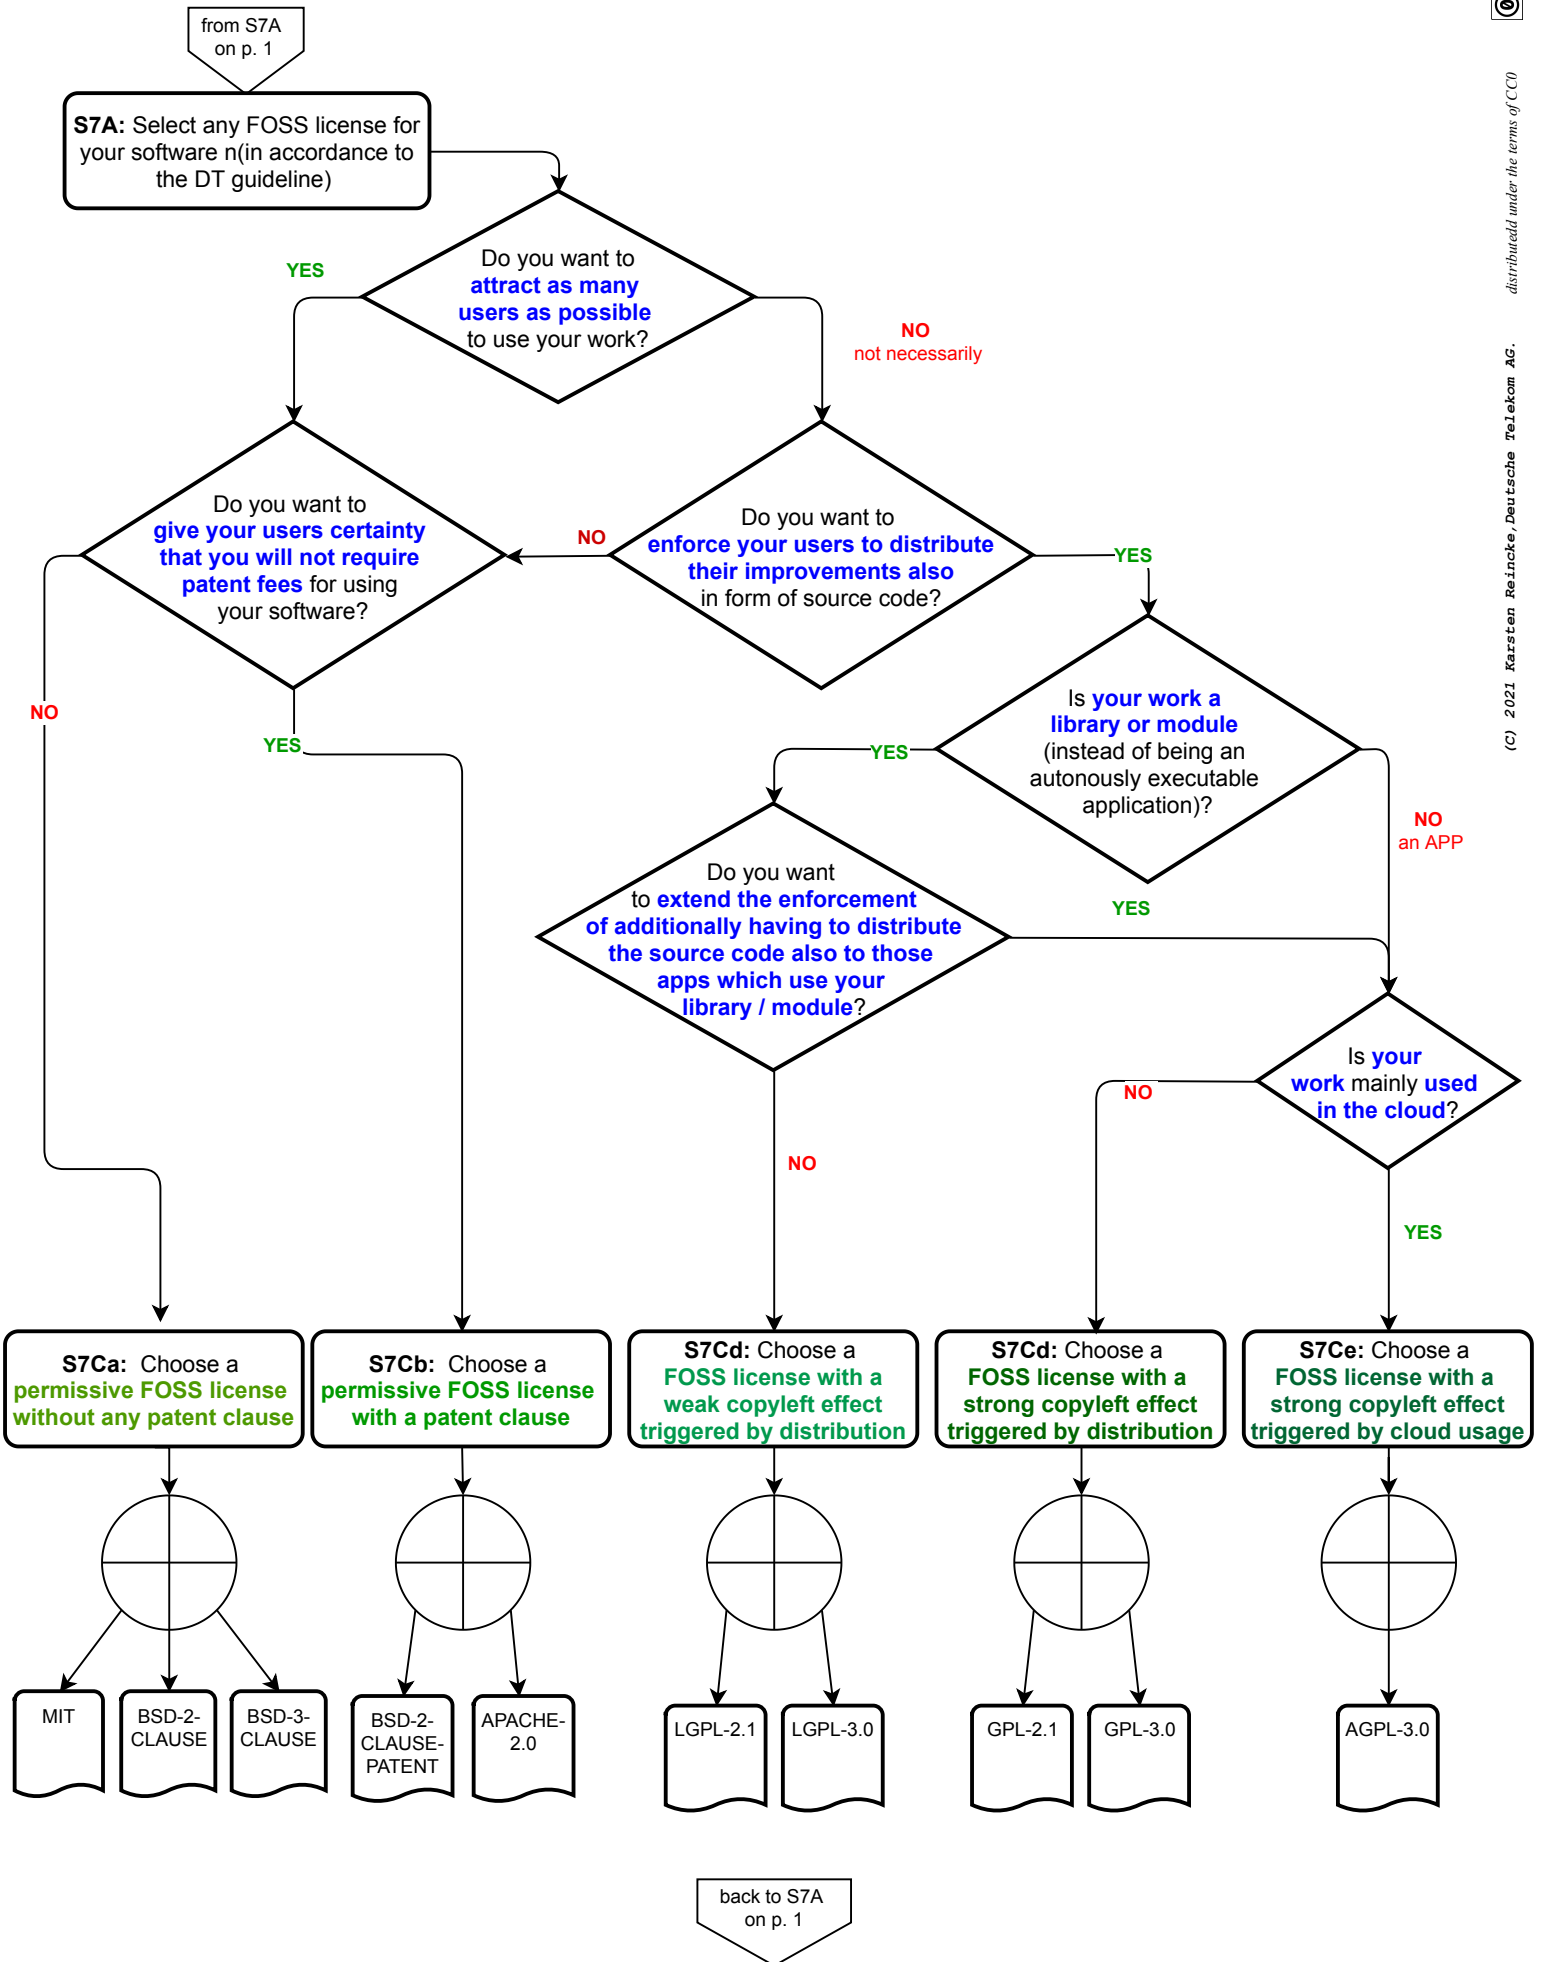 from S7A
on p. 1
S7A: Select any FOSS license for
your software n(in accordance to
the DT guideline)
Do you want to
attract as many
users as possible
to use your work?
YES
NO
not necessarily
Do you want to
give your users certainty
that you will not require
patent fees for using
your software?
NO
Do you want to
enforce your users to distribute
their improvements also
in form of source code?
YES
NO
YES
Is your work a
library or module
(instead of being an
autonously executable
application)?
YES
NO
an APP
Do you want
to extend the enforcement
of additionally having to distribute
the source code also to those
apps which use your
library / module?
YES
Is your
work mainly used
in the cloud?
NO
NO
YES
S7Ca: Choose a
permissive FOSS license
without any patent clause
S7Cb: Choose a
permissive FOSS license
with a patent clause
S7Cd: Choose a
FOSS license with a
weak copyleft effect
triggered by distribution
S7Cd: Choose a
FOSS license with a
strong copyleft effect
triggered by distribution
S7Ce: Choose a
FOSS license with a
strong copyleft effect
triggered by cloud usage
MIT
BSD-2-
CLAUSE
BSD-3-
CLAUSE
BSD-2-
CLAUSE-
PATENT
APACHE-
2.0
LGPL-2.1
LGPL-3.0
GPL-2.1
GPL-3.0
AGPL-3.0
back to S7A
on p. 1
(C) 2021 Karsten Reincke, Deutsche Telekom AG.
distributedd under the terms of CC0